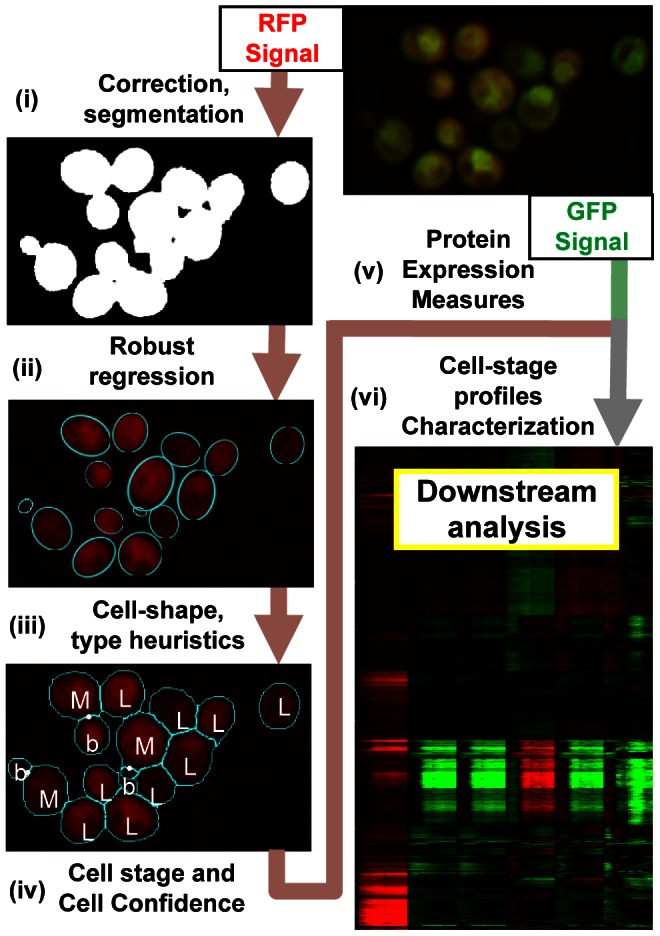 RFP
Signal
(i)
Correction,
segmentation
GFP
Signal
(v)
Protein
Expression
Measures
(ii)
Robust
regression
(vi)
Cell-stage
profiles
Characterization
Downstream
analysis
(iii)
Cell-shape,
type heuristics
M L L L L
b M L
b M L b L
L L
(iv)
Cell stage and
Cell Confidence